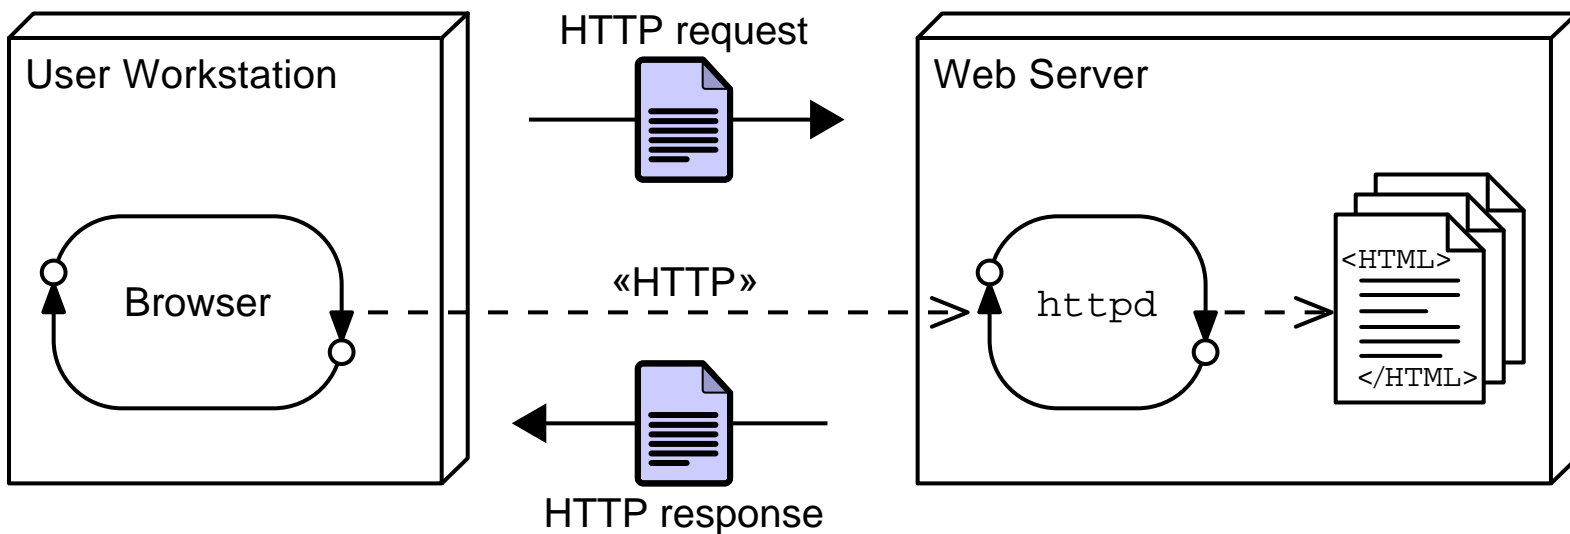 HTTP request
User Workstation
Web Server
Browser
«HTTP»
httpd
<HTML>
</HTML>
HTTP response